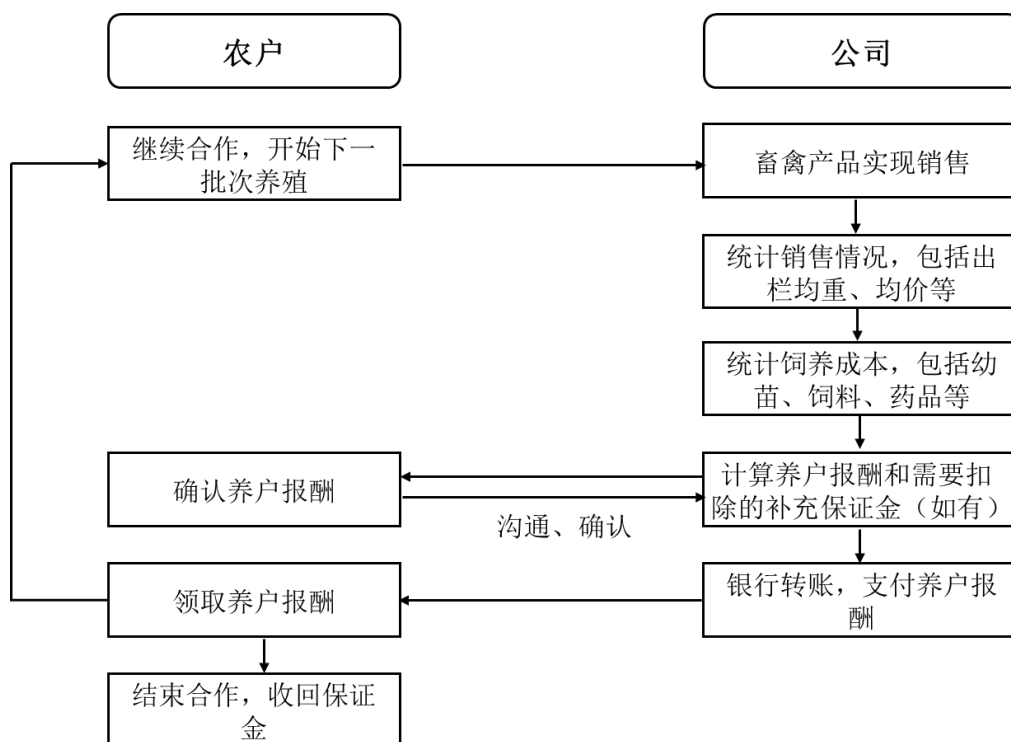 农户
公司
继续合作，开始下一
批次养殖
畜禽产品实现销售
统计销售情况，包括出
栏均重、均价等
统计饲养成本，包括幼
苗、饲料、药品等
确认养户报酬
计算养户报酬和需要扣
除的补充保证金（如有）
沟通、确认
领取养户报酬
银行转账，支付养户报
酬
结束合作，收回保证
金